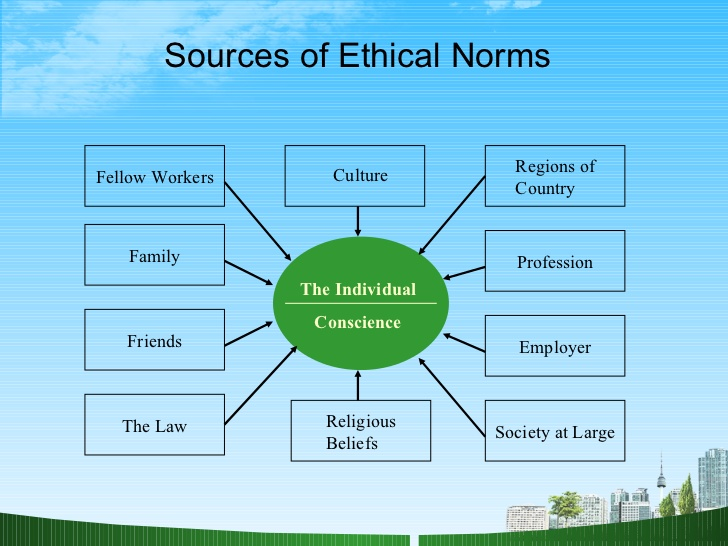 Sources of Ethical Norms
Fellow Workers
Culture
Regions of
Country
Family
Profession
The Individual
Conscience
Friends
Employer
The Law
Religious
Beliefs
Society at Large